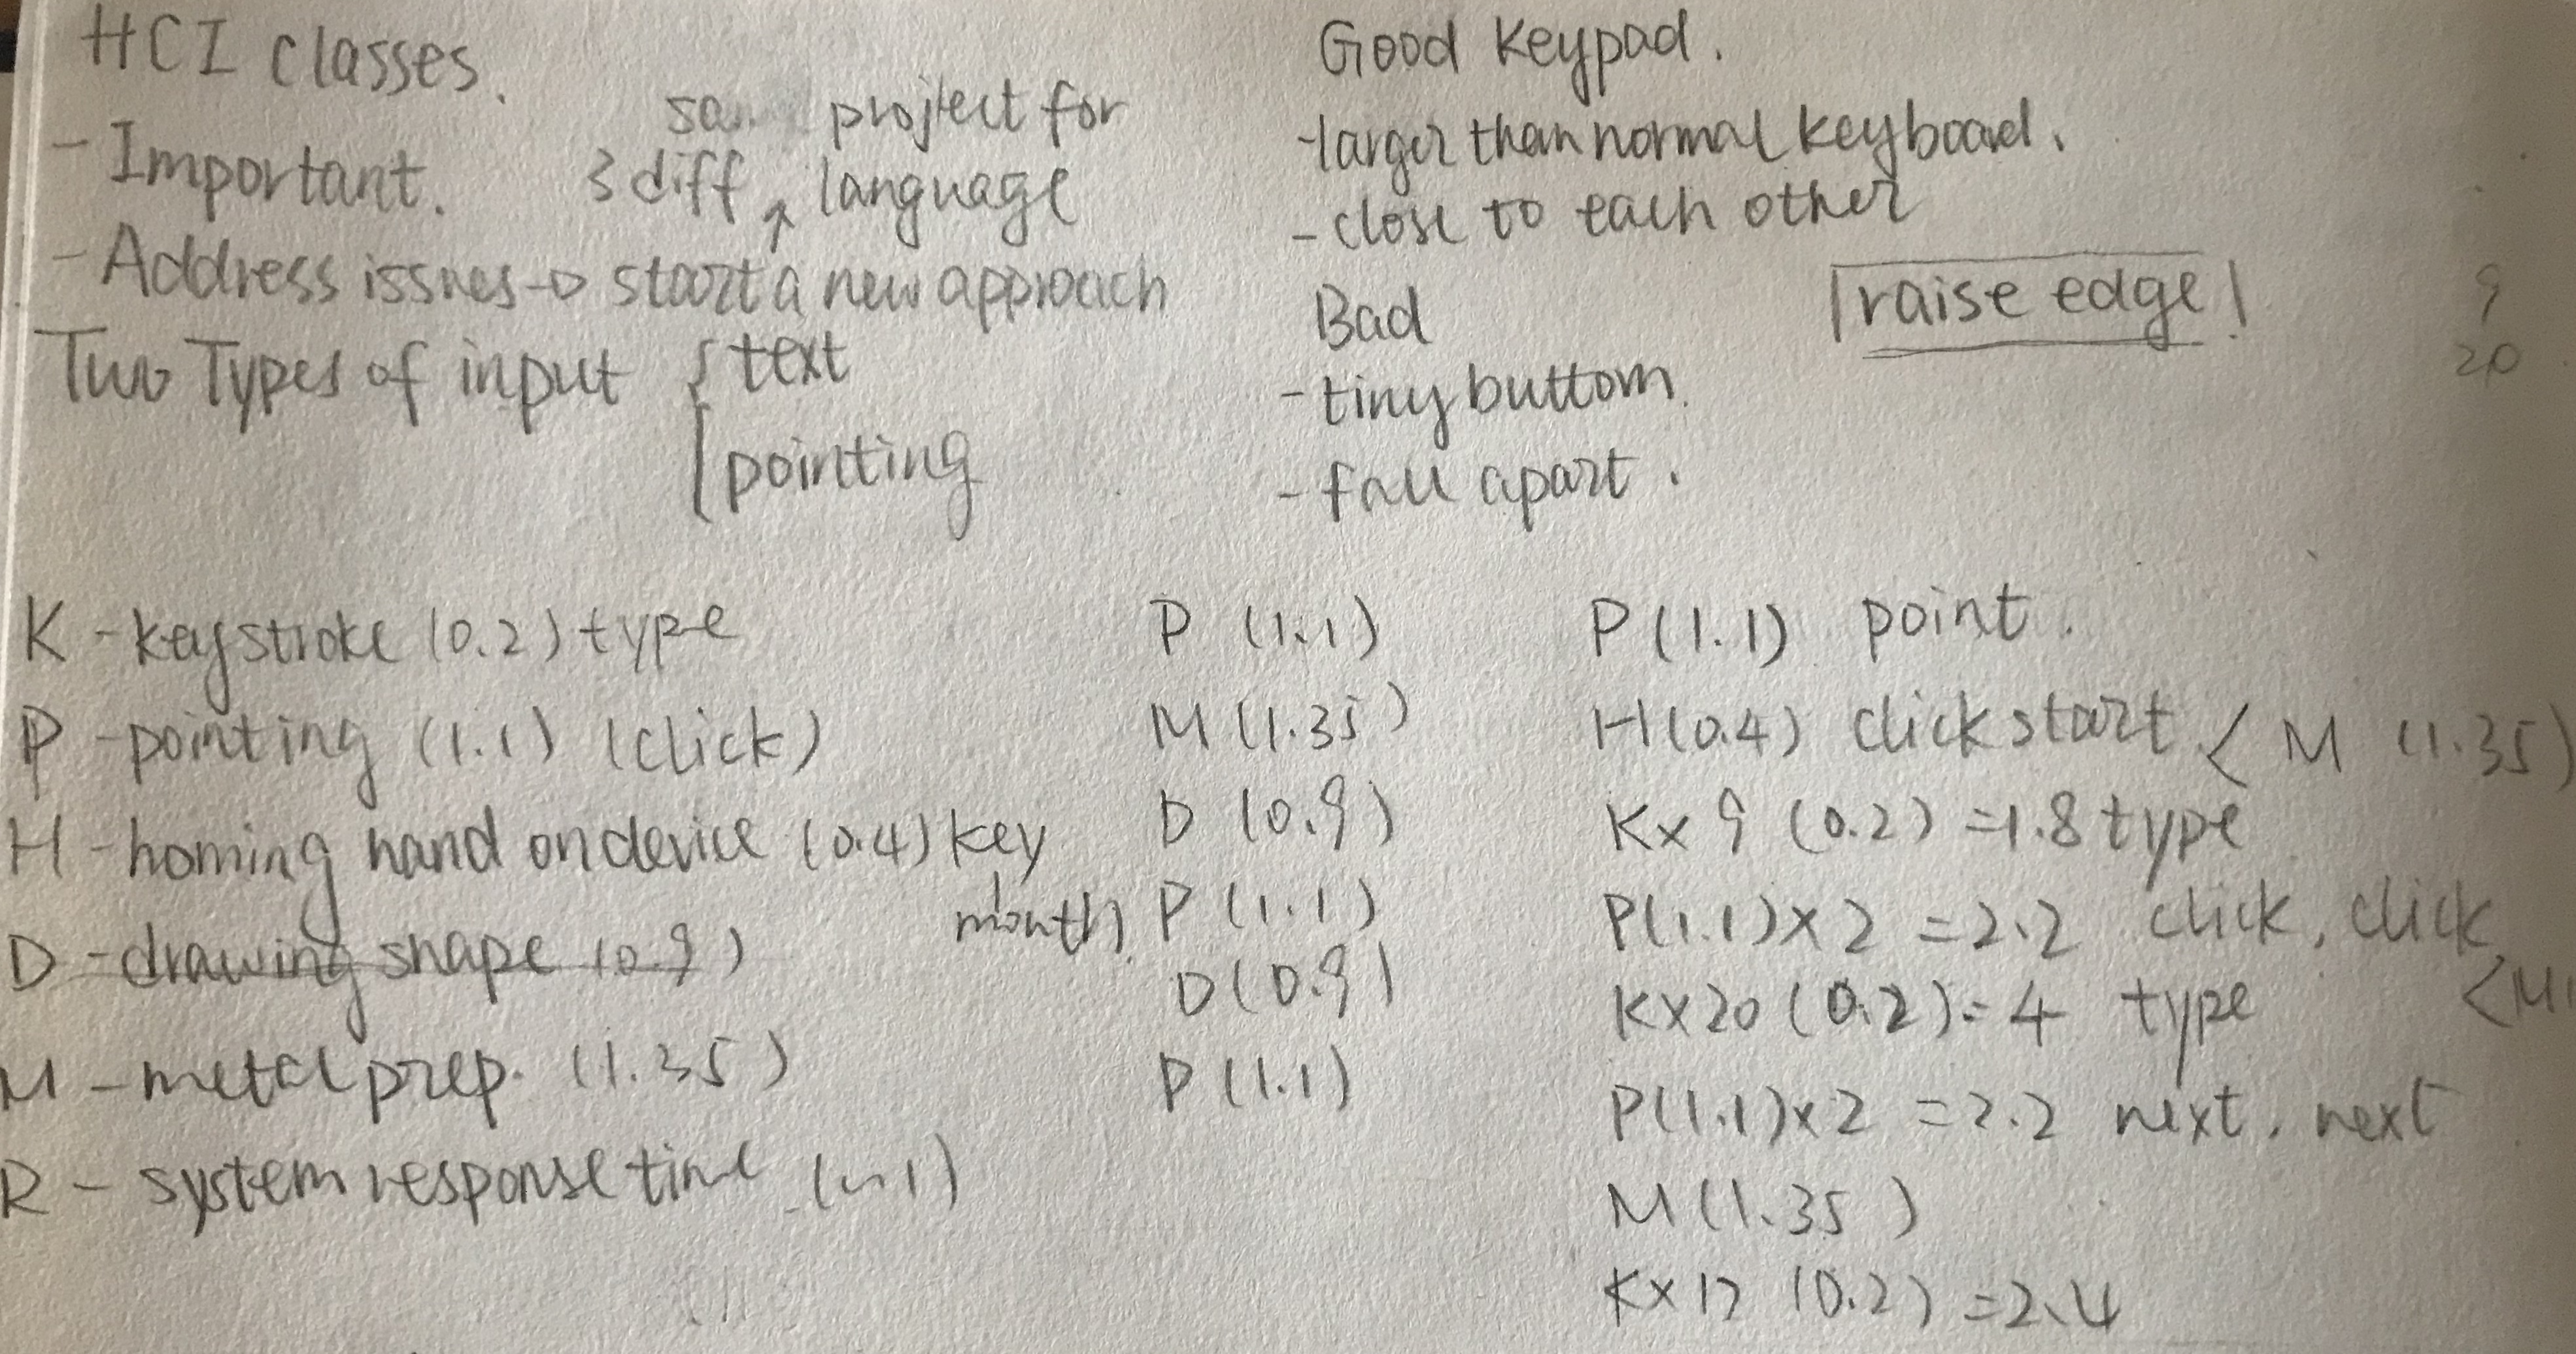 HCI classes.
- Important.
project for
3 diff ↑ language
- Address issues → start a new approach
Two Types of input { text
pointing
Good Keypad.
- larger than normal keyboard.
- close to each other
raise edge
Bad
- tiny buttom.
- fall apart.
9
20
K - keystroke (0.2) type
P - pointing (1.1) (click)
H - homing hand on device (0.4) key
D - drawing shape (0.9)
M - metal prep. (1.35)
R - system response time
P (1.1)
M (1.35)
D (0.9)
month. P (1.1)
D (0.9)
P (1.1)
P (1.1) point.
H (0.4) click start. < M (1.35)
K x 9 (0.2) = 1.8 type
P (1.1) x 2 = 2.2 click, click
K x 20 (0.2) = 4 type < M
P (1.1) x 2 = 2.2 next, next
M (1.35)
K x 12 (0.2) = 2.4